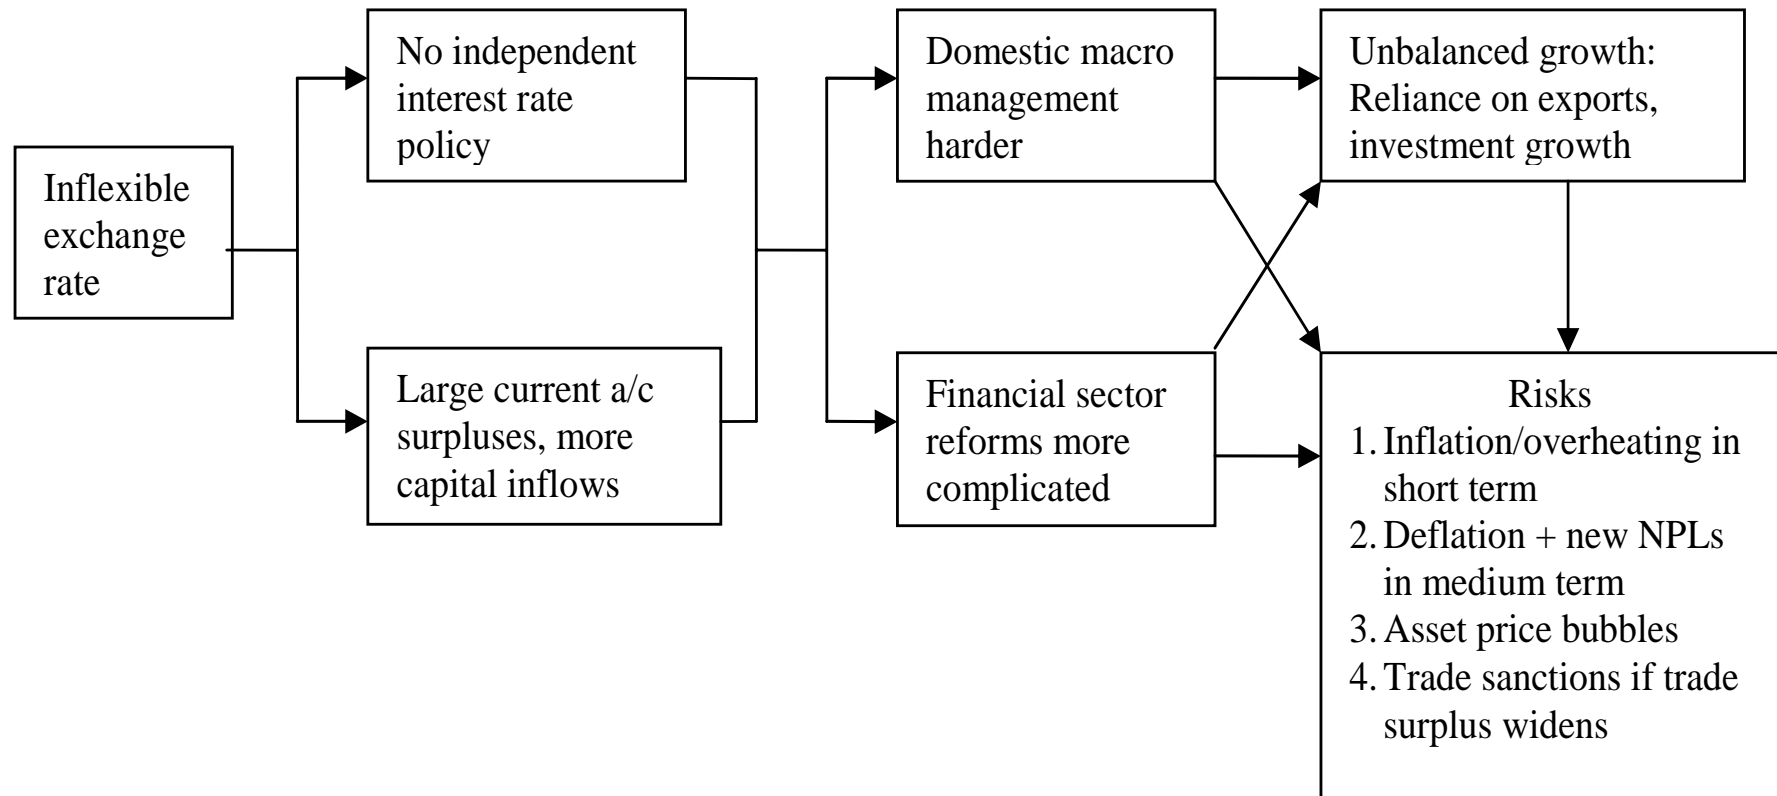 Inflexible
exchange
rate
No independent
interest rate
policy
Large current a/c
surpluses, more
capital inflows
Domestic macro
management
harder
Financial sector
reforms more
complicated
Unbalanced growth:
Reliance on exports,
investment growth
Risks
1. Inflation/overheating in
short term
2. Deflation + new NPLs
in medium term
3. Asset price bubbles
4. Trade sanctions if trade
surplus widens